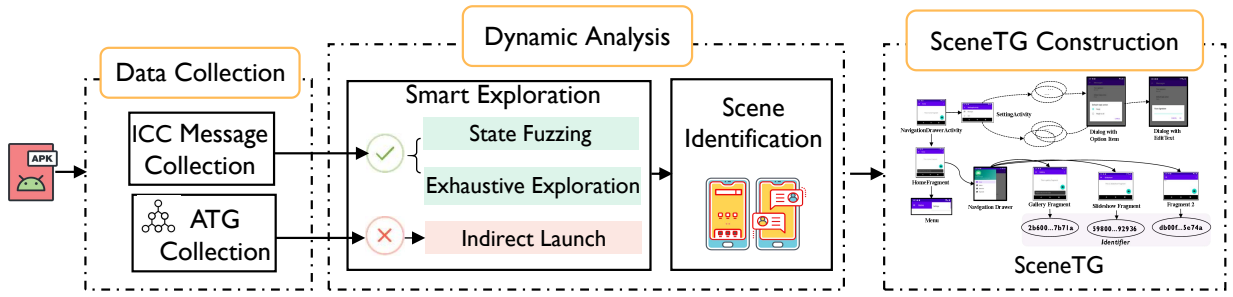 Data Collection
Dynamic Analysis
SceneTG Construction
APK
ICC Message
Collection
ATG
Collection
Smart Exploration
State Fuzzing
Exhaustive Exploration
Indirect Launch
Scene
Identification
NavigationDrawerActivity
SettingActivity
Dialog with
Option Item
Dialog with
EditText
HomeFragment
Menu
Navigation Drawer
Gallery Fragment
Slideshow Fragment
Fragment 2
2b600...7b71a
59800...92936
db00f...5e74a
Identifier
SceneTG